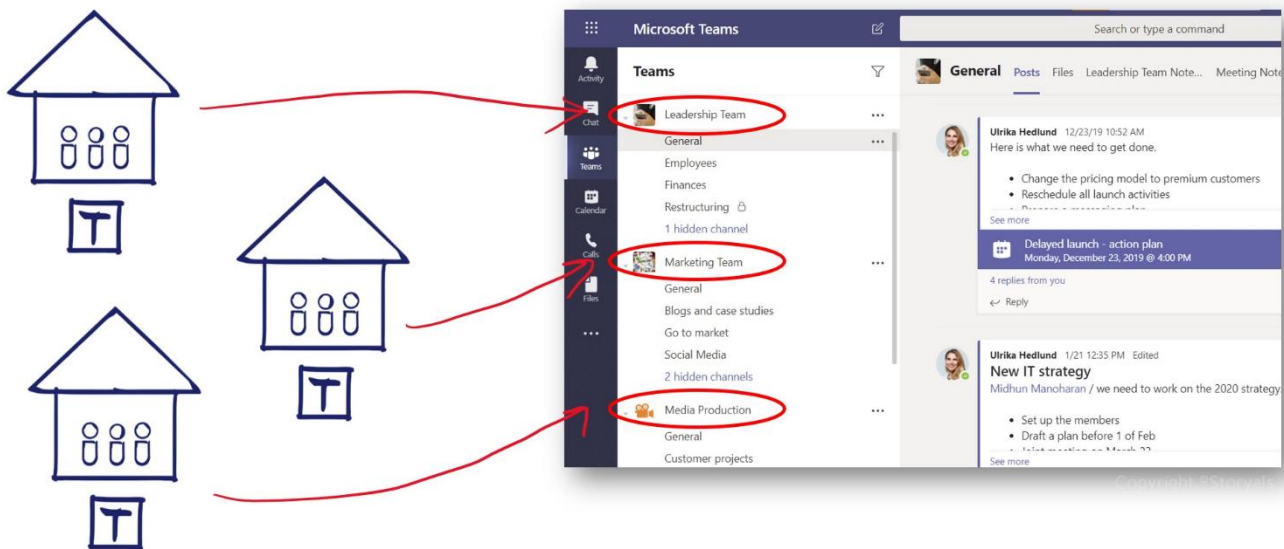 T
T
T
Microsoft Teams
Search or type a command
Activity
Chat
Teams
Calendar
Calls
Files
Teams
Leadership Team
General
Employees
Finances
Restructuring
1 hidden channel
Marketing Team
General
Blogs and case studies
Go to market
Social Media
2 hidden channels
Media Production
General
Customer projects
General Posts Files Leadership Team Note... Meeting Note
Ulrika Hedlund 12/23/19 10:52 AM
Here is what we need to get done.
• Change the pricing model to premium customers
• Reschedule all launch activities
See more
Delayed launch - action plan
Monday, December 23, 2019 @ 4:00 PM
4 replies from you
Reply
Ulrika Hedlund 1/21 12:35 PM Edited
New IT strategy
Midhun Manoharan / we need to work on the 2020 strategy
• Set up the members
• Draft a plan before 1 of Feb
See more